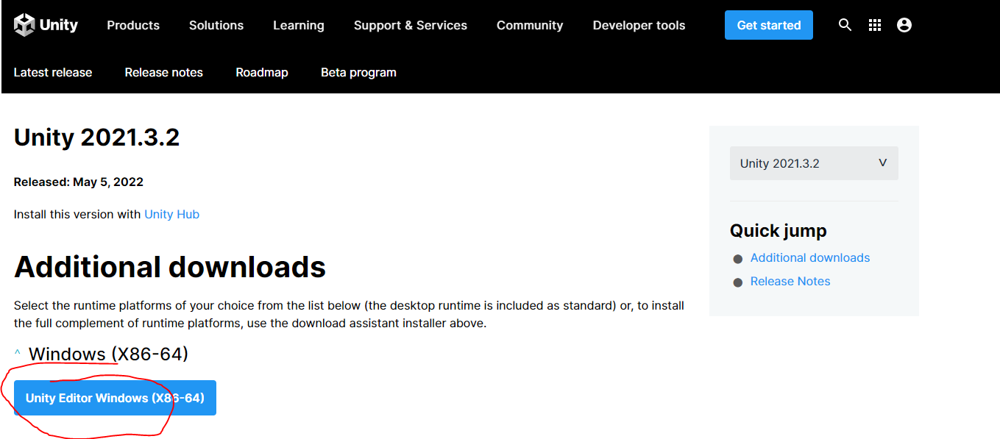 Unity Products Solutions Learning Support & Services Community Developer tools Get started
Latest release Release notes Roadmap Beta program
Unity 2021.3.2
Released: May 5, 2022
Install this version with Unity Hub
Additional downloads
Select the runtime platforms of your choice from the list below (the desktop runtime is included as standard) or, to install
the full complement of runtime platforms, use the download assistant installer above.
^ Windows (X86-64)
Unity Editor Windows (X86-64)
Unity 2021.3.2 V
Quick jump
Additional downloads
Release Notes